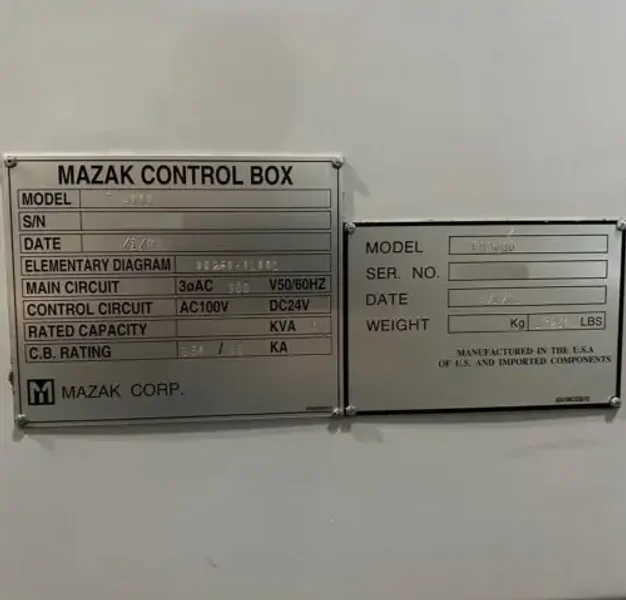 MAZAK CONTROL BOX
MODEL
S/N
DATE
ELEMENTARY DIAGRAM
MAIN CIRCUIT 3øAC V50/60HZ
CONTROL CIRCUIT AC100V DC24V
RATED CAPACITY KVA
C.B. RATING / KA
M MAZAK CORP.
MODEL
SER. NO.
DATE
WEIGHT Kg LBS
MANUFACTURED IN THE U.S.A
OF U.S. AND IMPORTED COMPONENTS